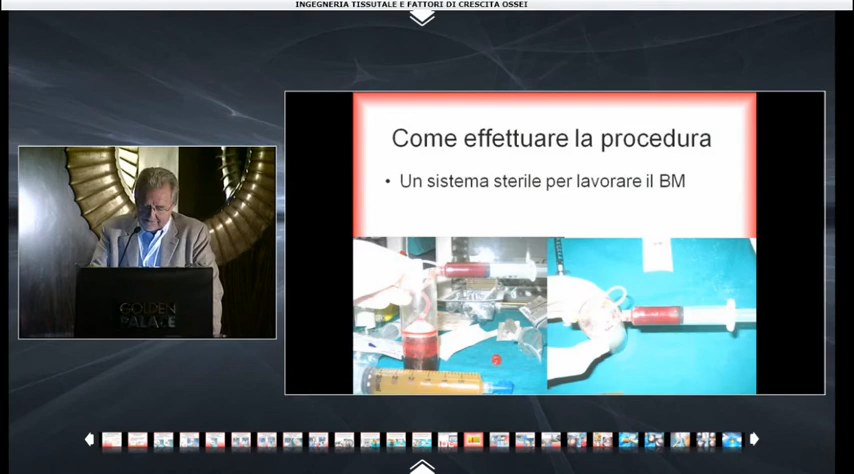 INGEGNERIA TISSUTALE E FATTORI DI CRESCITA OSSEI
Come effettuare la procedura
• Un sistema sterile per lavorare il BM
GOLDEN
PALACE